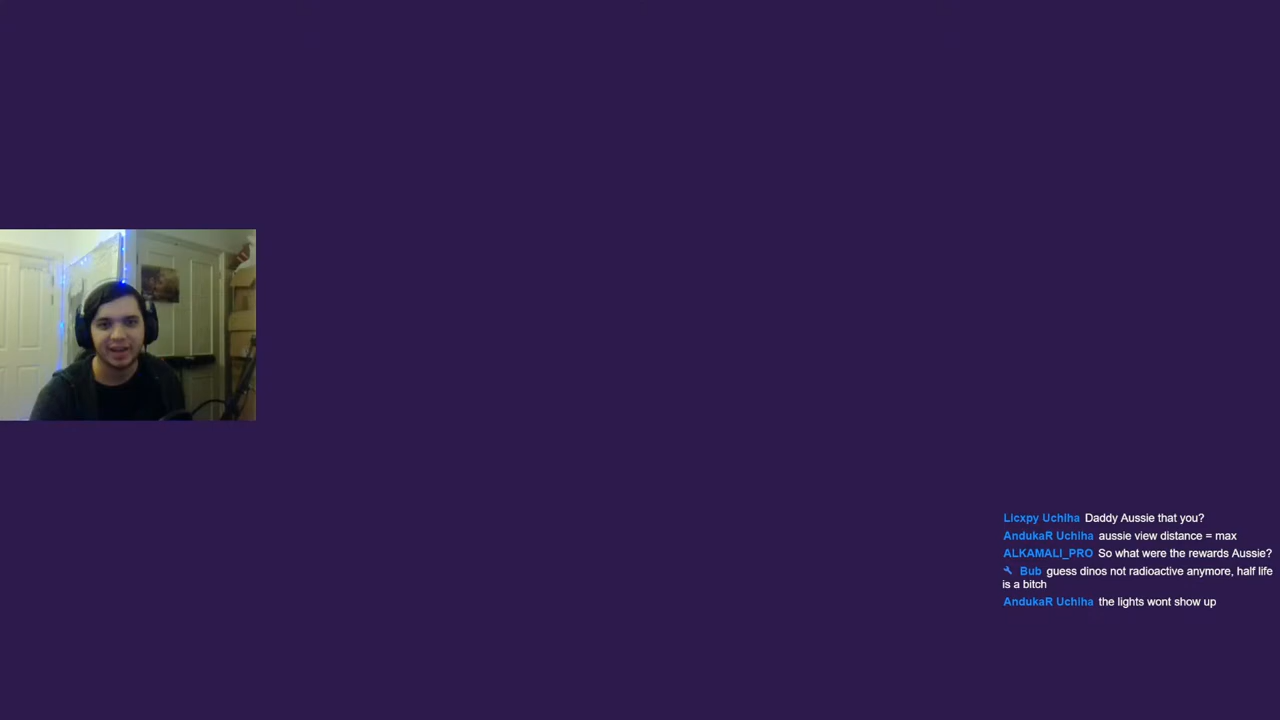 Licxpy Uchiha Daddy Aussie that you?
AndukaR Uchiha aussie view distance = max
ALKAMALI_PRO So what were the rewards Aussie?
Bub guess dinos not radioactive anymore, half life
is a bitch
AndukaR Uchiha the lights wont show up